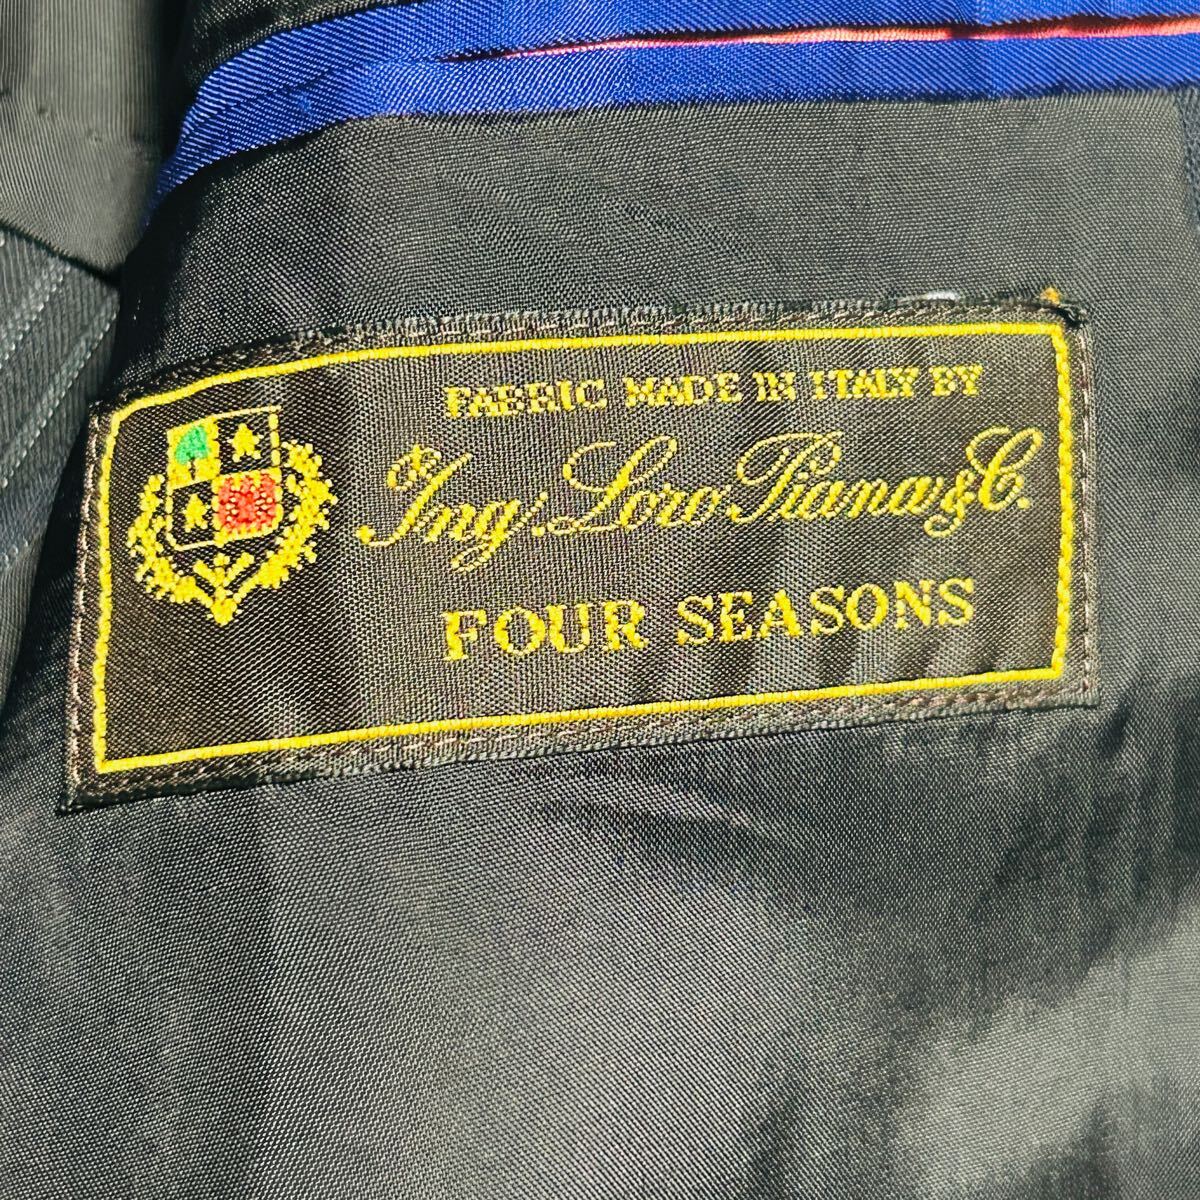 FABRIC MADE IN ITALY BY
Ing. Loro Piana & C.
FOUR SEASONS